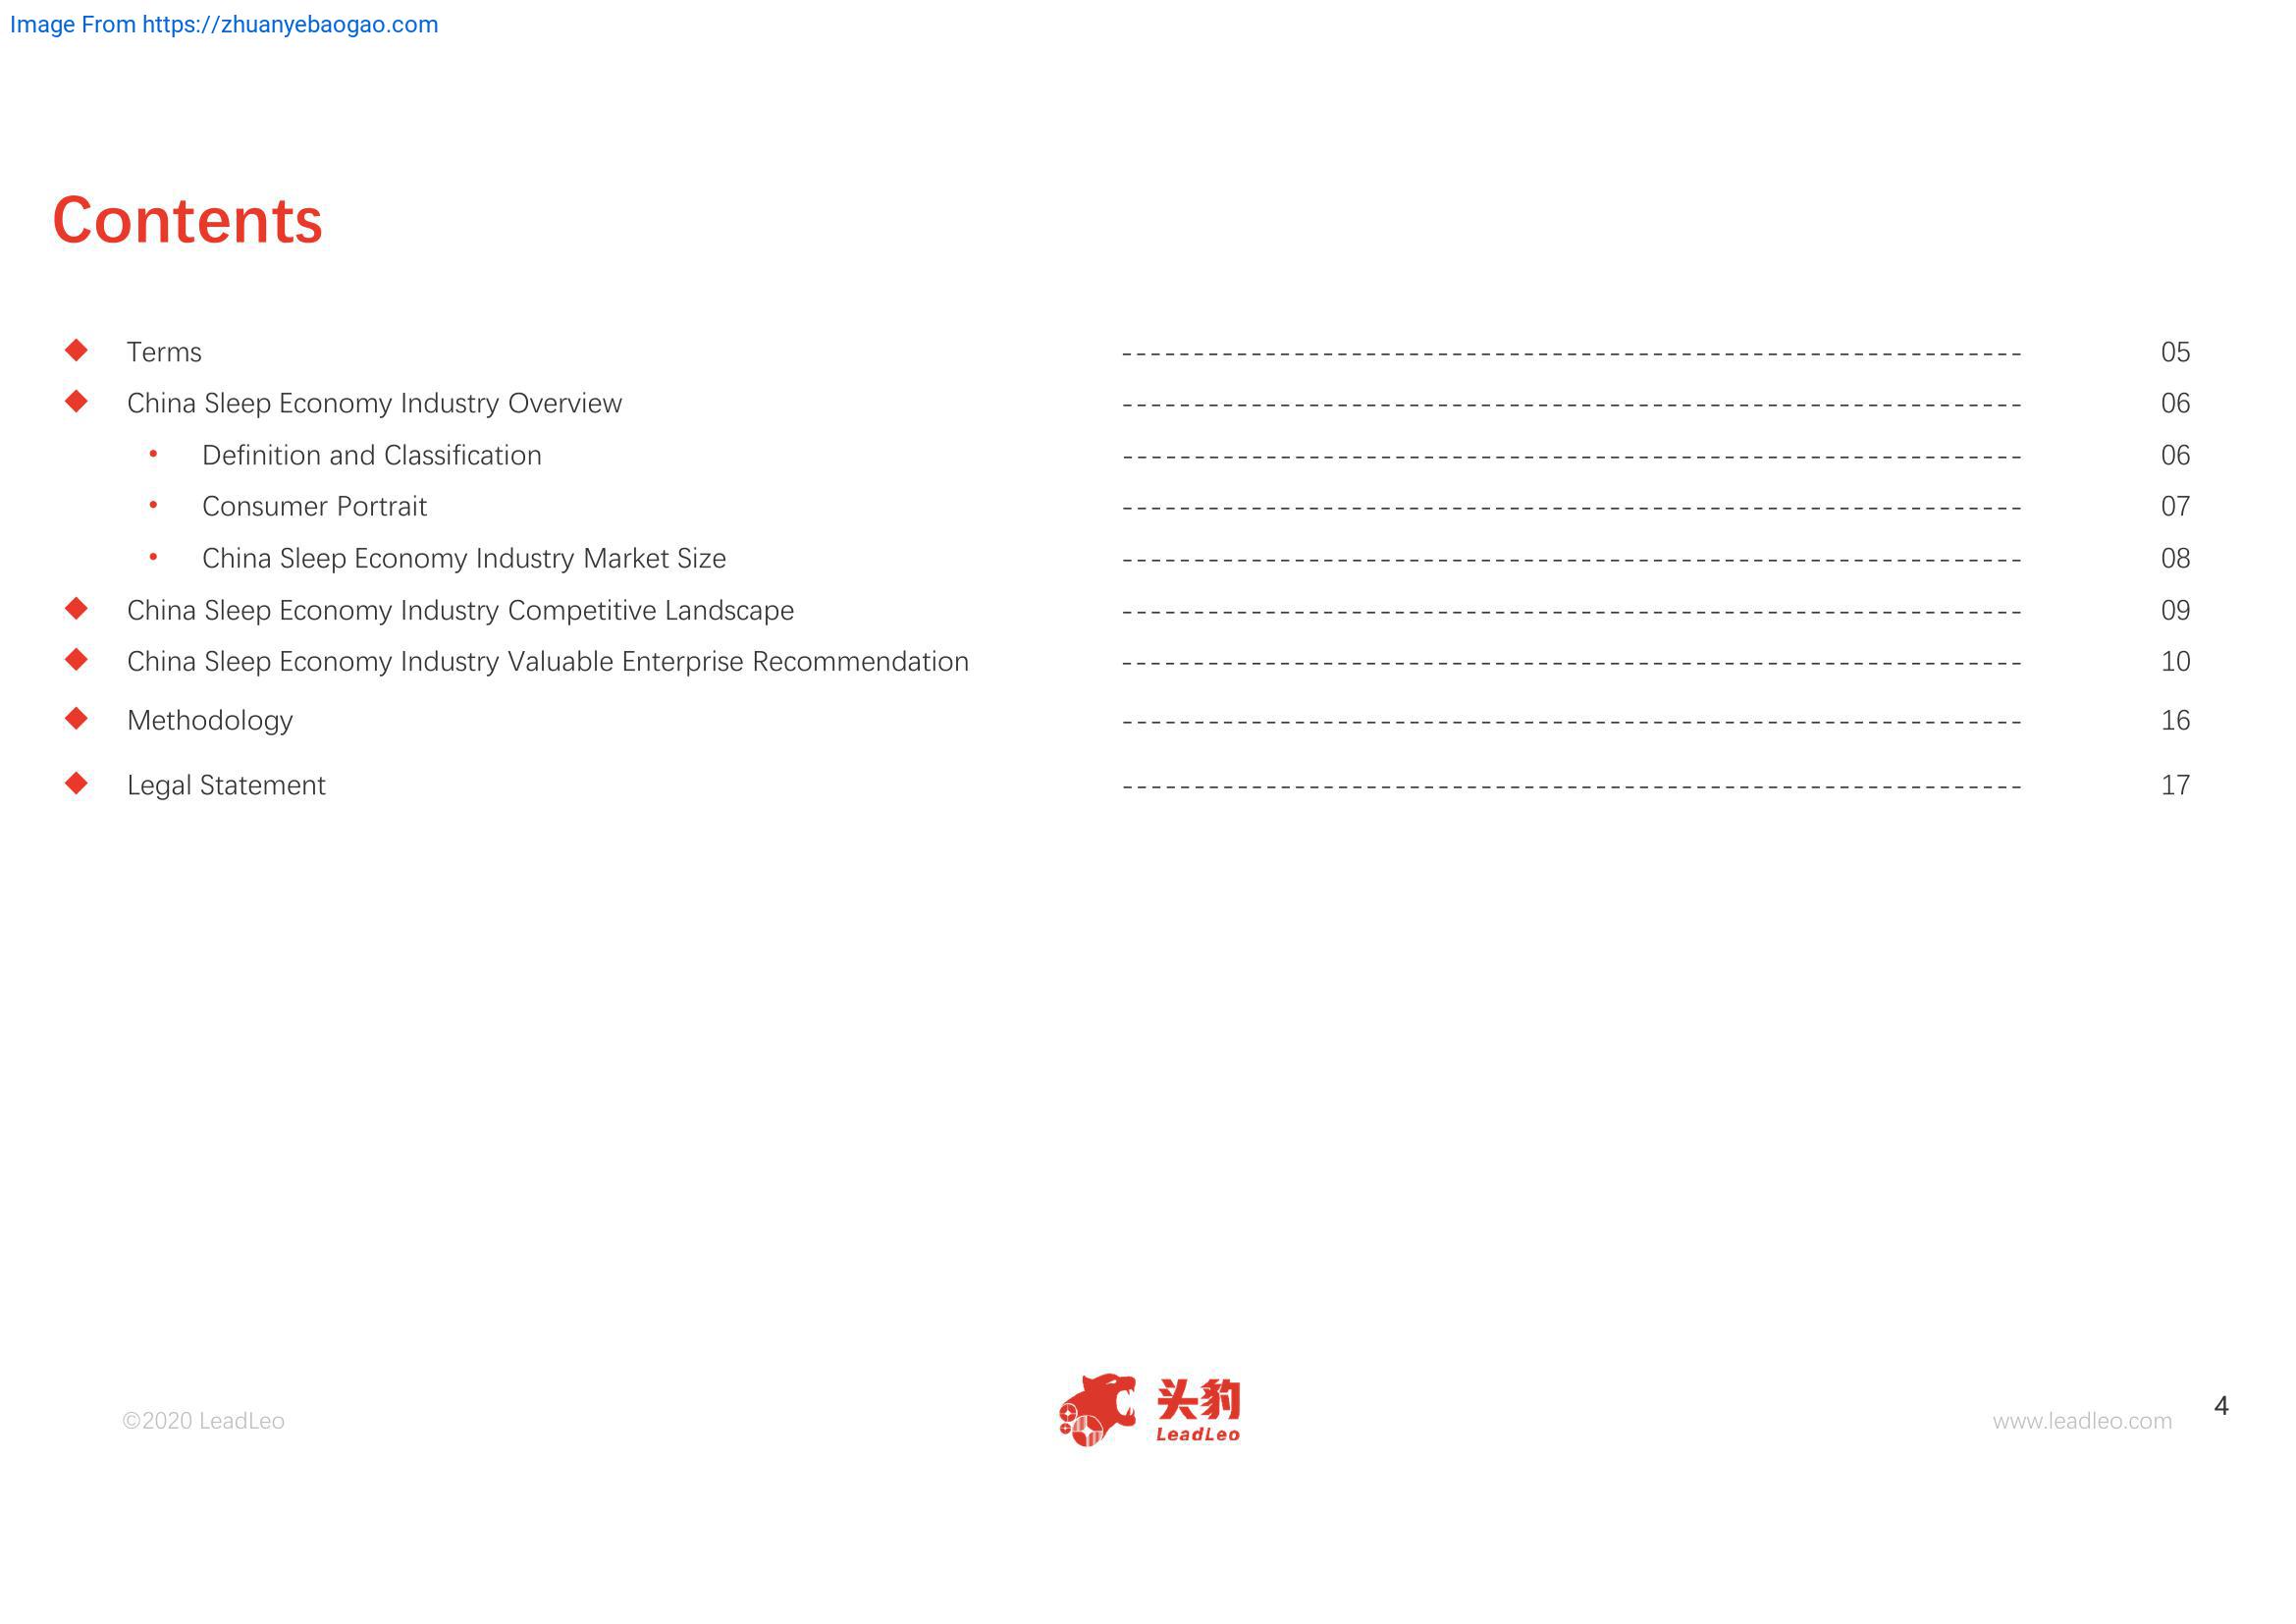 Image From https://zhuanyebaogao.com
Contents
◆ Terms ---------------------------------------------------------------- 05
◆ China Sleep Economy Industry Overview ---------------------------------------------------------------- 06
• Definition and Classification ---------------------------------------------------------------- 06
• Consumer Portrait ---------------------------------------------------------------- 07
• China Sleep Economy Industry Market Size ---------------------------------------------------------------- 08
◆ China Sleep Economy Industry Competitive Landscape ---------------------------------------------------------------- 09
◆ China Sleep Economy Industry Valuable Enterprise Recommendation ---------------------------------------------------------------- 10
◆ Methodology ---------------------------------------------------------------- 16
◆ Legal Statement ---------------------------------------------------------------- 17
©2020 LeadLeo
头豹
LeadLeo
www.leadleo.com
4